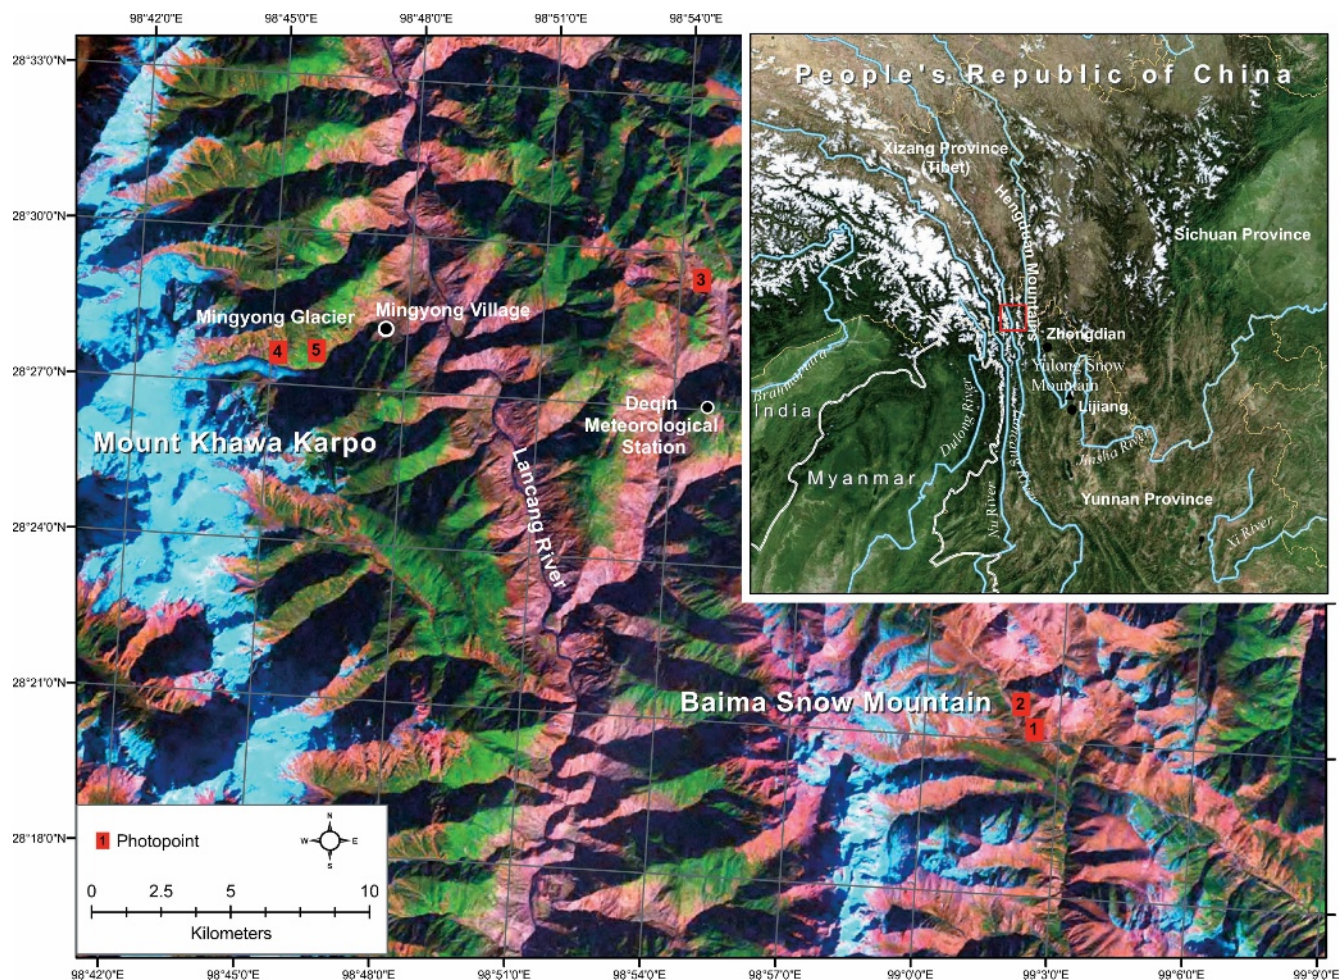 98°42'0"E
98°45'0"E
98°48'0"E
98°51'0"E
98°54'0"E
28°33'0"N
28°30'0"N
28°27'0"N
28°24'0"N
28°21'0"N
28°18'0"N
People's Republic of China
Xizang Province
(Tibet)
Hengduan Mountains
Sichuan Province
Zhongdian
Yulong Snow
Mountain
Lijiang
Brahmaputra
India
Dulong River
Lancang River
Jinsha River
Myanmar
Nu River
Yunnan Province
Xi River
3
Mingyong Glacier
Mingyong Village
4
5
Deqin
Meteorological
Station
Mount Khawa Karpo
Lancang River
Baima Snow Mountain
2
1
1 Photopoint
N
W E
S
0 2.5 5 10
Kilometers
98°42'0"E
98°45'0"E
98°48'0"E
98°51'0"E
98°54'0"E
98°57'0"E
99°0'0"E
99°3'30"E
99°6'0"E
99°9'0"E